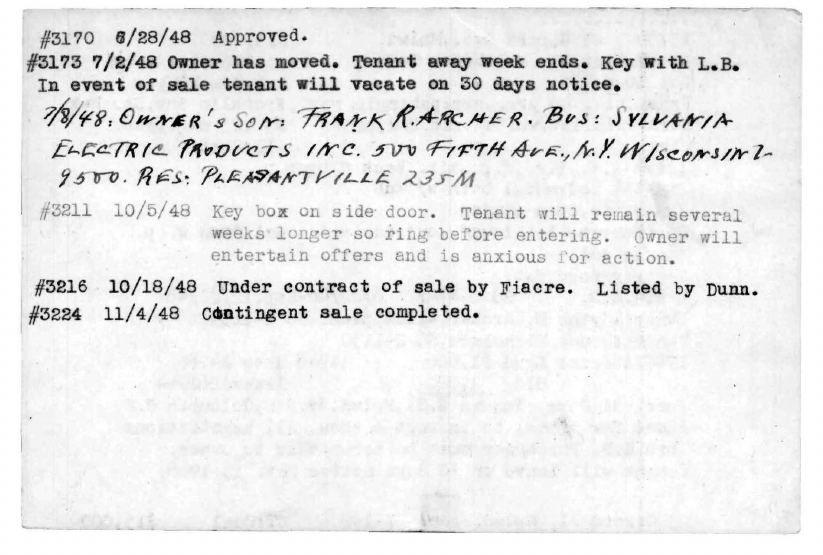 #3170 6/28/48 Approved.
#3173 7/2/48 Owner has moved. Tenant away week ends. Key with L.B.
In event of sale tenant will vacate on 30 days notice.
7/8/48: OWNER'S SON: FRANK R. ARCHER. BUS: SYLVANIA
ELECTRIC PRODUCTS INC. 500 FIFTH AVE., N.Y. WISCONSIN 7-
9500. RES: PLEASANTVILLE 235M
#3211 10/5/48 Key box on side door. Tenant will remain several
weeks longer so ring before entering. Owner will
entertain offers and is anxious for action.
#3216 10/18/48 Under contract of sale by Fiacre. Listed by Dunn.
#3224 11/4/48 Contingent sale completed.